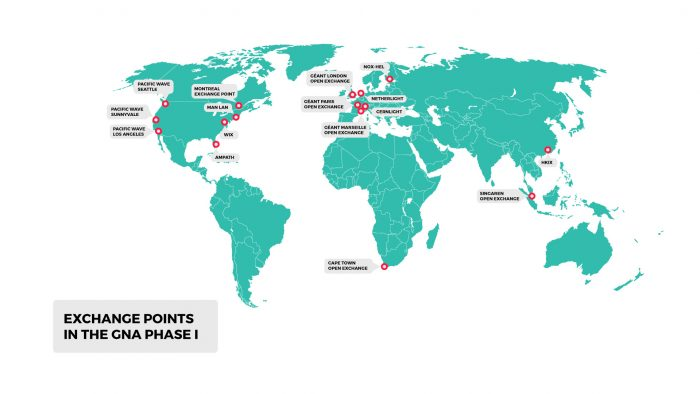 NOX-HEL
PACIFIC WAVE
SEATTLE
MONTREAL
EXCHANGE POINT
GÉANT LONDON
OPEN EXCHANGE
PACIFIC WAVE
SUNNYVALE
MAN LAN
GÉANT PARIS
OPEN EXCHANGE
NETHERLIGHT
CERNLIGHT
PACIFIC WAVE
LOS ANGELES
WIX
GÉANT MARSEILLE
OPEN EXCHANGE
AMPATH
HKIX
SINGAREN
OPEN EXCHANGE
CAPE TOWN
OPEN EXCHANGE
EXCHANGE POINTS
IN THE GNA PHASE I